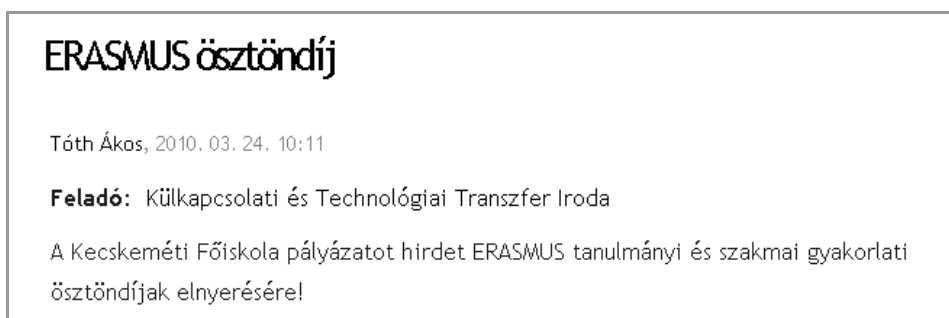 ERASMUS ösztöndíj
Tóth Ákos, 2010. 03. 24. 10:11
Feladó: Külkapcsolati és Technológiai Transzfer Iroda
A Kecskeméti Főiskola pályázatot hirdet ERASMUS tanulmányi és szakmai gyakorlati
ösztöndíjak elnyerésére!